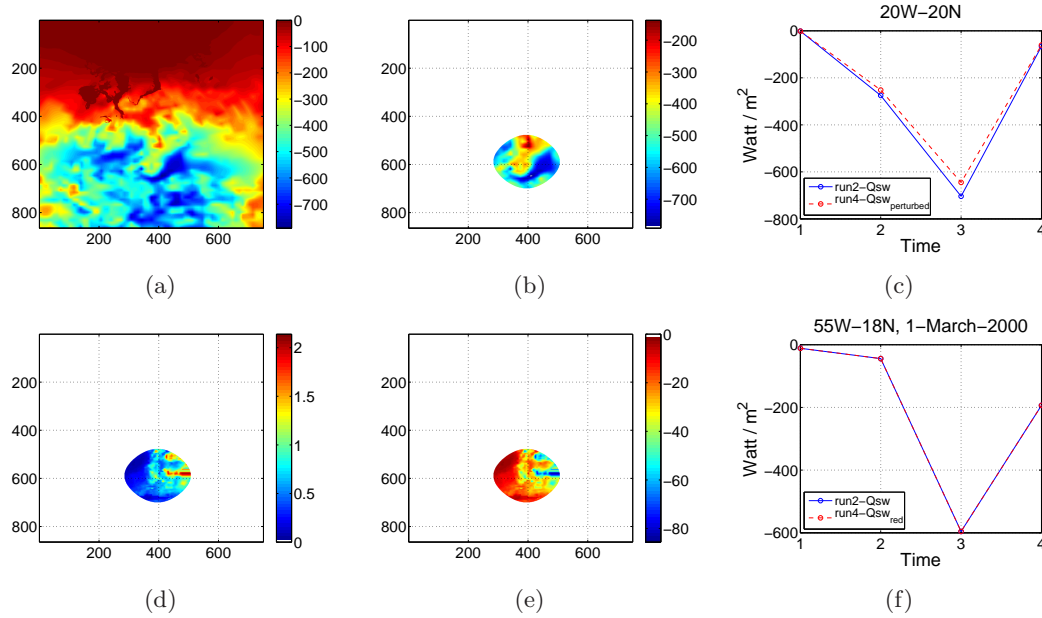 200
400
600
800
200 400 600
0
−100
−200
−300
−400
−500
−600
−700
(a)
200
400
600
800
200 400 600
−200
−300
−400
−500
−600
−700
(b)
20W−20N
Watt / m²
0
−200
−400
−600
−800
1 2 3 4
Time
run2−Qsw
run4−Qsw_perturbed
(c)
200
400
600
800
200 400 600
2
1.5
1
0.5
0
(d)
200
400
600
800
200 400 600
0
−20
−40
−60
−80
(e)
55W−18N, 1−March−2000
Watt / m²
0
−200
−400
−600
1 2 3 4
Time
run2−Qsw
run4−Qsw_red
(f)